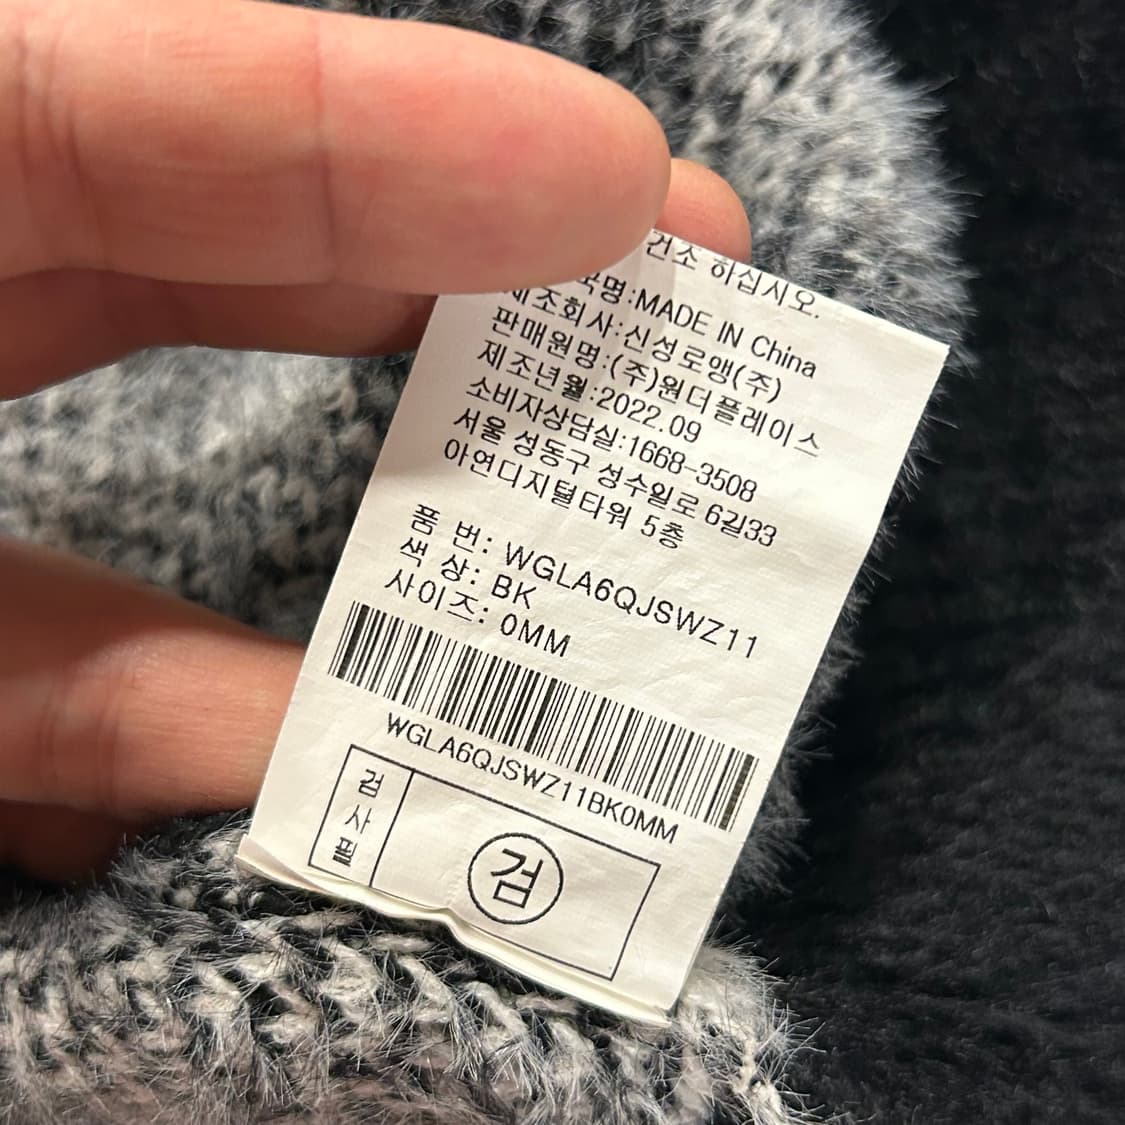 건조 하십시오.
국명:MADE IN China
제조회사:신성로앵(주)
판매원명:(주)원더플레이스
제조년월:2022.09
소비자상담실:1668-3508
서울 성동구 성수일로 6길33
아연디지털타워 5층
품 번: WGLA6QJSWZ11
색 상: BK
사이즈: 0MM
WGLA6QJSWZ11BK0MM
검사필
검